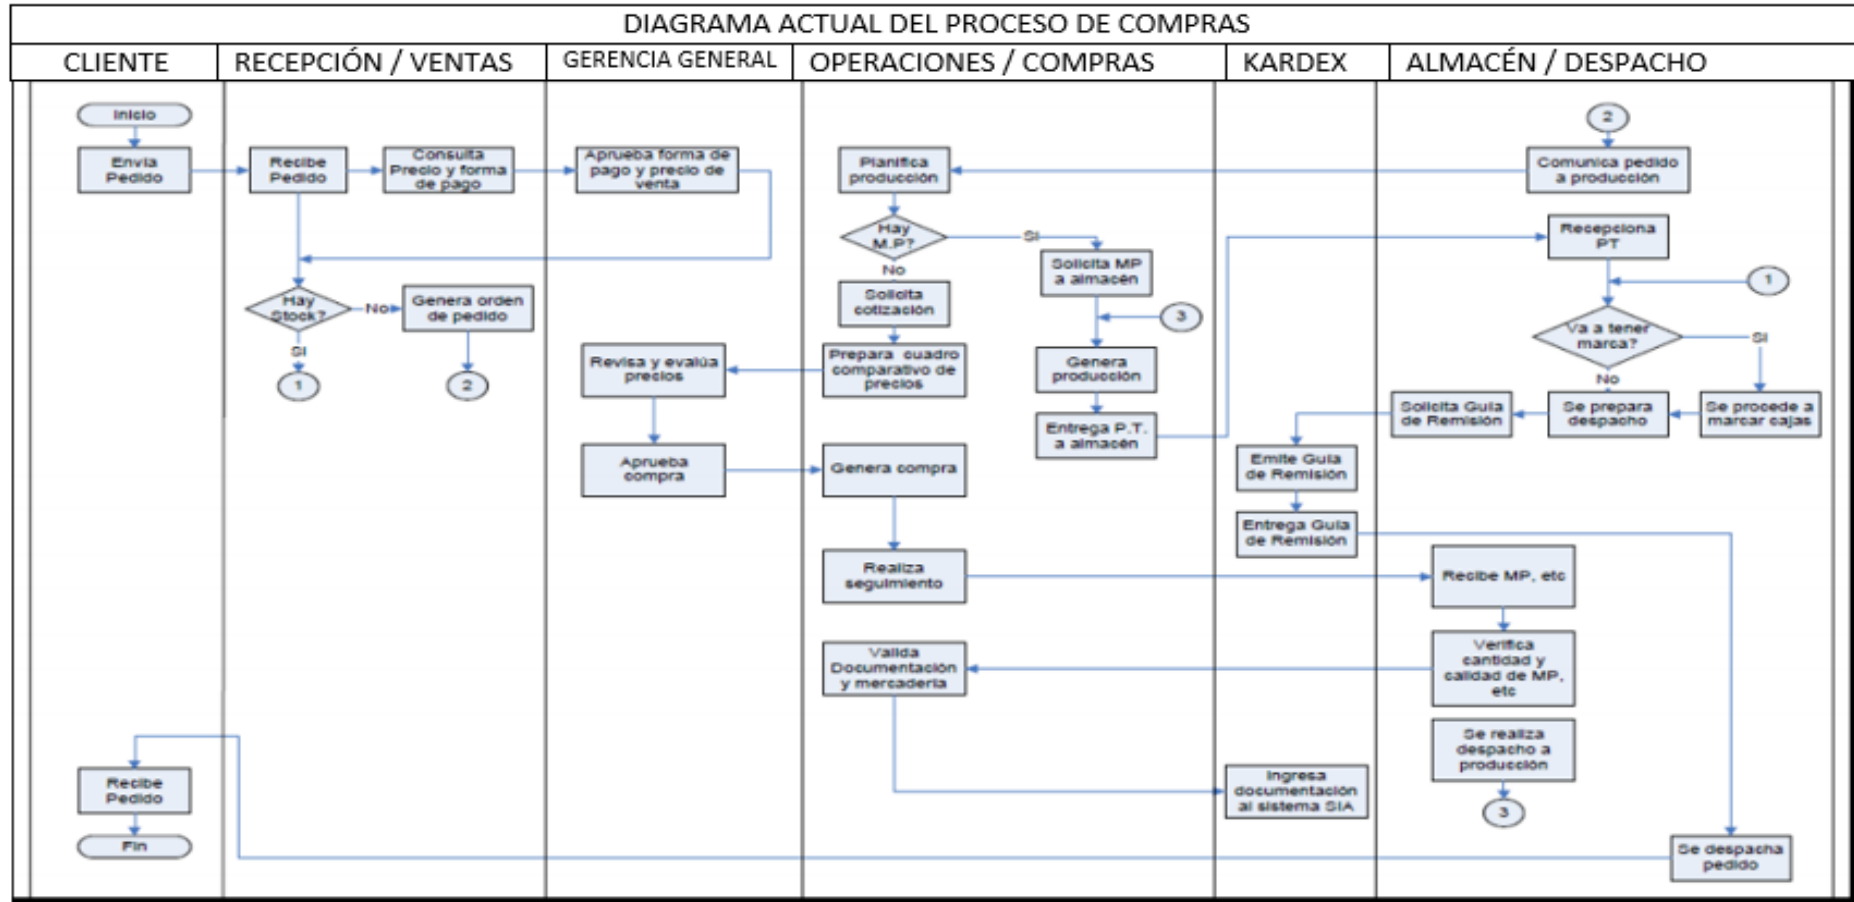 DIAGRAMA ACTUAL DEL PROCESO DE COMPRAS
CLIENTE
RECEPCIÓN / VENTAS
GERENCIA GENERAL
OPERACIONES / COMPRAS
KARDEX
ALMACÉN / DESPACHO
Inicio
Envia
Pedido
Recibe
Pedido
Consulta
Precio y forma
de pago
Aprueba forma de
pago y precio de
venta
Planifica
producción
2
Comunica pedido
a producción
Hay
M.P?
SI
No
Solicita MP
a almacén
Recepciona
PT
1
Solicita
cotización
3
Hay
Stock?
No
Genera orden
de pedido
SI
1
2
Va a tener
marca?
SI
No
Revisa y evalúa
precios
Prepara cuadro
comparativo de
precios
Genera
producción
Entrega P.T.
a almacén
Solicita Guia
de Remisión
Se prepara
despacho
Se procede a
marcar cajas
Aprueba
compra
Genera compra
Emite Guia
de Remisión
Entrega Guia
de Remisión
Realiza
seguimiento
Recibe MP, etc
Valida
Documentación
y mercadería
Verifica
cantidad y
calidad de MP,
etc
Se realiza
despacho a
producción
3
Ingresa
documentación
al sistema SIA
Recibe
Pedido
Fin
Se despacha
pedido